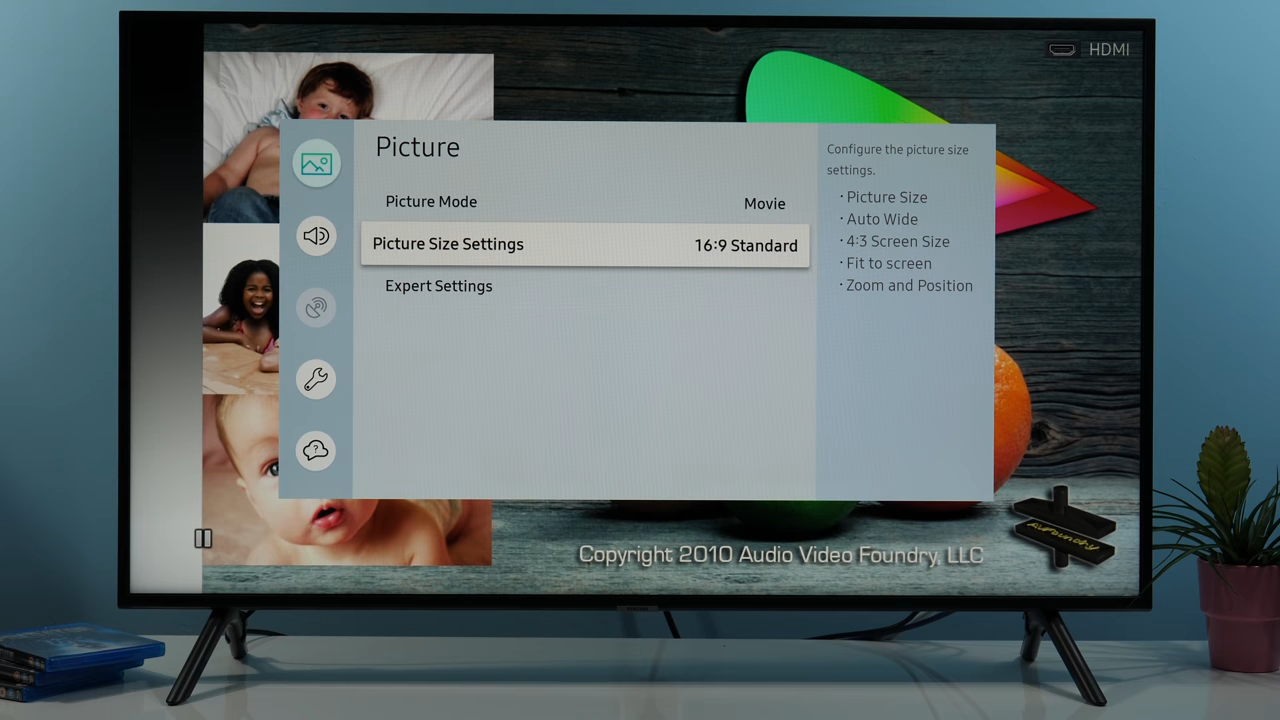 HDMI
Picture
Picture Mode
Movie
Picture Size Settings
16:9 Standard
Expert Settings
Configure the picture size
settings.
· Picture Size
· Auto Wide
· 4:3 Screen Size
· Fit to screen
· Zoom and Position
?
Copyright 2010 Audio Video Foundry, LLC
AVFoundry